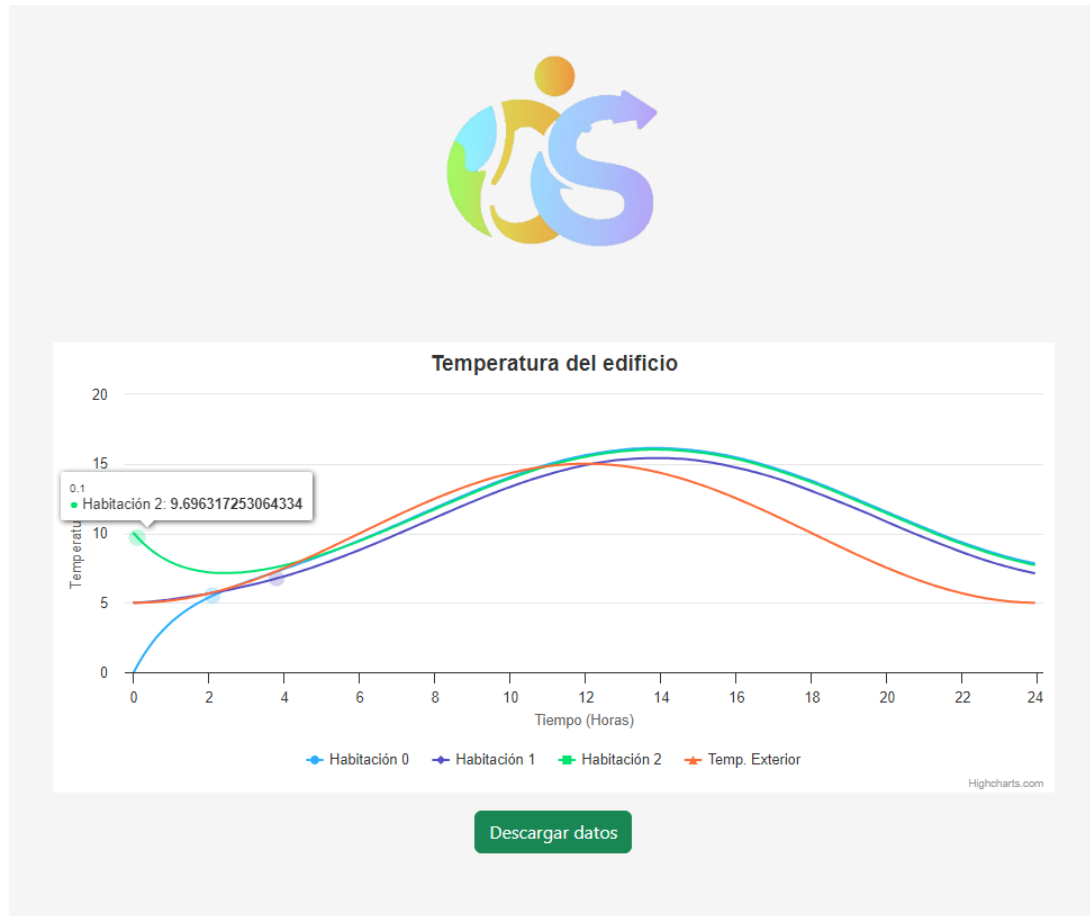 Temperatura del edificio
20
15
0.1
● Habitación 2: 9.696317253064334
10
5
0
0 2 4 6 8 10 12 14 16 18 20 22 24
Tiempo (Horas)
Habitación 0 Habitación 1 Habitación 2 Temp. Exterior
Highcharts.com
Descargar datos